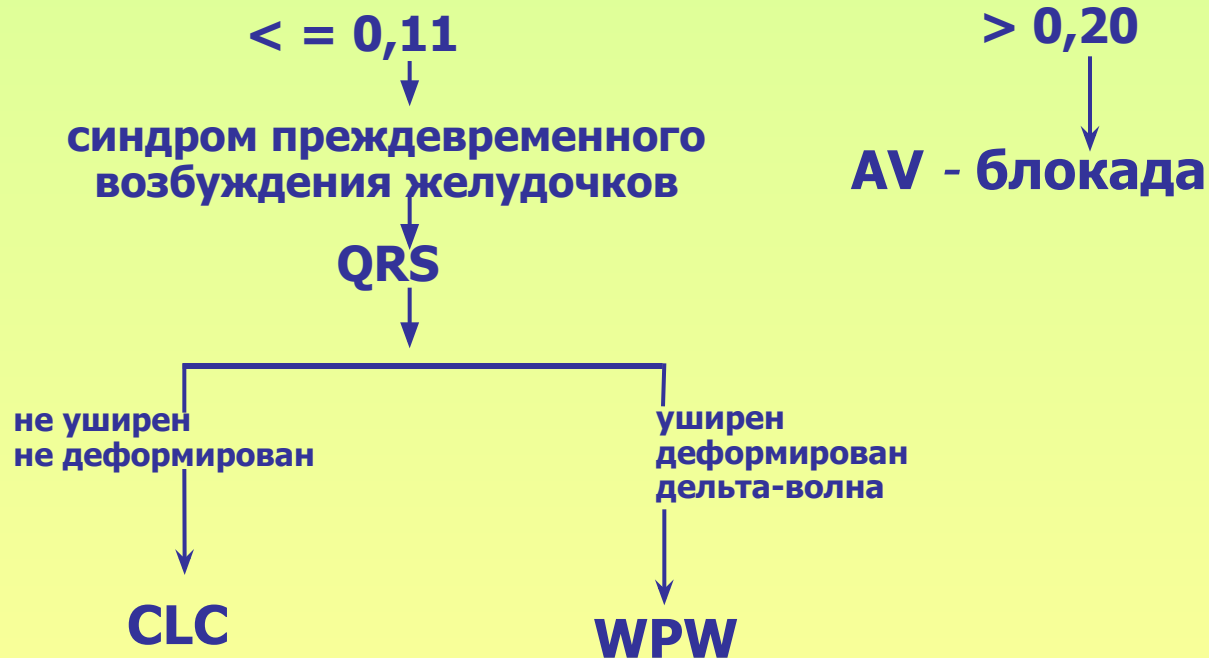 < = 0,11
> 0,20
синдром преждевременного
возбуждения желудочков
AV - блокада
QRS
не уширен
не деформирован
уширен
деформирован
дельта-волна
CLC
WPW